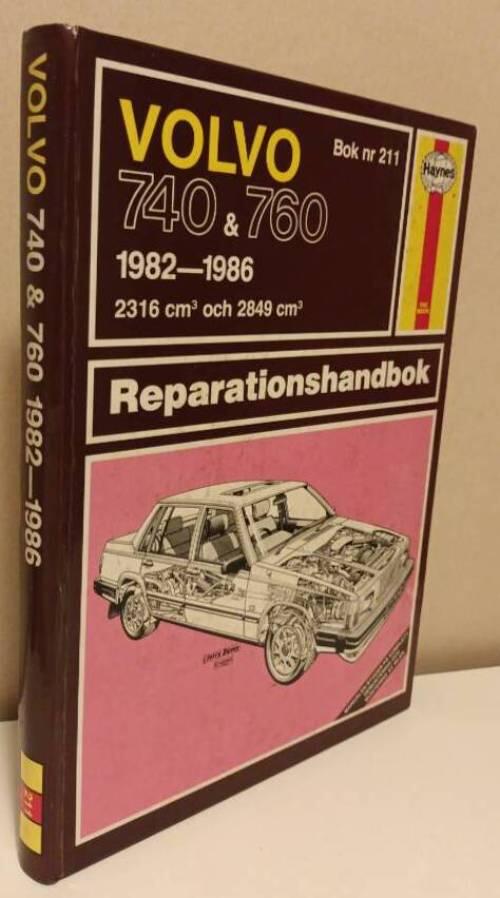 VOLVO 740 & 760 1982—1986
211
VOLVO
740 & 760
1982—1986
2316 cm³ och 2849 cm³
Bok nr 211
Haynes
Reparationshandbok